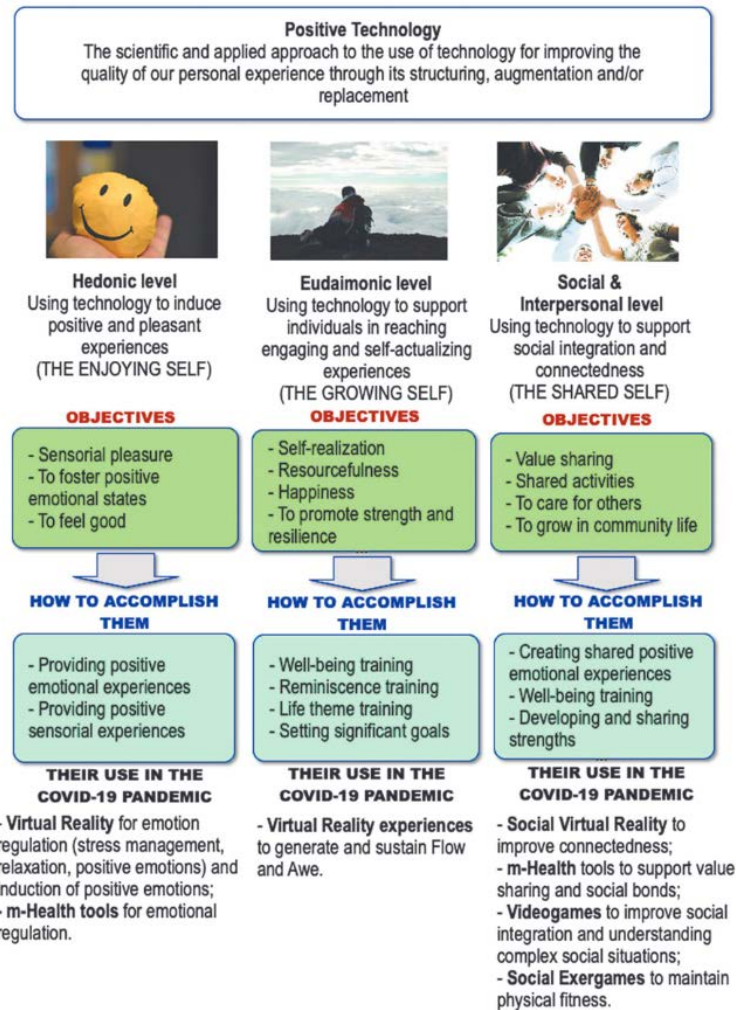 Positive Technology
The scientific and applied approach to the use of technology for improving the
quality of our personal experience through its structuring, augmentation and/or
replacement
Hedonic level
Using technology to induce
positive and pleasant
experiences
(THE ENJOYING SELF)
OBJECTIVES
- Sensorial pleasure
- To foster positive
emotional states
- To feel good
HOW TO ACCOMPLISH
THEM
- Providing positive
emotional experiences
- Providing positive
sensorial experiences
THEIR USE IN THE
COVID-19 PANDEMIC
- Virtual Reality for emotion
regulation (stress management,
relaxation, positive emotions) and
induction of positive emotions;
- m-Health tools for emotional
regulation.
Eudaimonic level
Using technology to support
individuals in reaching
engaging and self-actualizing
experiences
(THE GROWING SELF)
OBJECTIVES
- Self-realization
- Resourcefulness
- Happiness
- To promote strength and
resilience
HOW TO ACCOMPLISH
THEM
- Well-being training
- Reminiscence training
- Life theme training
- Setting significant goals
THEIR USE IN THE
COVID-19 PANDEMIC
- Virtual Reality experiences
to generate and sustain Flow
and Awe.
Social &
Interpersonal level
Using technology to support
social integration and
connectedness
(THE SHARED SELF)
OBJECTIVES
- Value sharing
- Shared activities
- To care for others
- To grow in community life
HOW TO ACCOMPLISH
THEM
- Creating shared positive
emotional experiences
- Well-being training
- Developing and sharing
strengths
THEIR USE IN THE
COVID-19 PANDEMIC
- Social Virtual Reality to
improve connectedness;
- m-Health tools to support value
sharing and social bonds;
- Videogames to improve social
integration and understanding
complex social situations;
- Social Exergames to maintain
physical fitness.